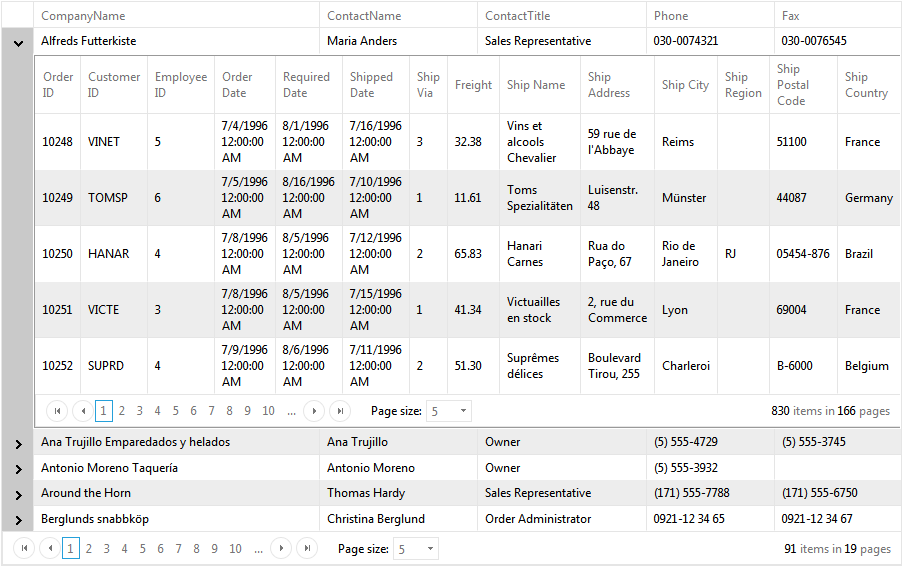 CompanyName ContactName ContactTitle Phone Fax
Alfreds Futterkiste Maria Anders Sales Representative 030-0074321 030-0076545
Order ID Customer ID Employee ID Order Date Required Date Shipped Date Ship Via Freight Ship Name Ship Address Ship City Ship Region Ship Postal Code Ship Country
10248 VINET 5 7/4/1996 12:00:00 AM 8/1/1996 12:00:00 AM 7/16/1996 12:00:00 AM 3 32.38 Vins et alcools Chevalier 59 rue de l'Abbaye Reims 51100 France
10249 TOMSP 6 7/5/1996 12:00:00 AM 8/16/1996 12:00:00 AM 7/10/1996 12:00:00 AM 1 11.61 Toms Spezialitäten Luisenstr. 48 Münster 44087 Germany
10250 HANAR 4 7/8/1996 12:00:00 AM 8/5/1996 12:00:00 AM 7/12/1996 12:00:00 AM 2 65.83 Hanari Carnes Rua do Paço, 67 Rio de Janeiro RJ 05454-876 Brazil
10251 VICTE 3 7/8/1996 12:00:00 AM 8/5/1996 12:00:00 AM 7/15/1996 12:00:00 AM 1 41.34 Victuailles en stock 2, rue du Commerce Lyon 69004 France
10252 SUPRD 4 7/9/1996 12:00:00 AM 8/6/1996 12:00:00 AM 7/11/1996 12:00:00 AM 2 51.30 Suprêmes délices Boulevard Tirou, 255 Charleroi B-6000 Belgium
1 2 3 4 5 6 7 8 9 10 ... Page size: 5 830 items in 166 pages
Ana Trujillo Emparedados y helados Ana Trujillo Owner (5) 555-4729 (5) 555-3745
Antonio Moreno Taquería Antonio Moreno Owner (5) 555-3932
Around the Horn Thomas Hardy Sales Representative (171) 555-7788 (171) 555-6750
Berglunds snabbköp Christina Berglund Order Administrator 0921-12 34 65 0921-12 34 67
1 2 3 4 5 6 7 8 9 10 ... Page size: 5 91 items in 19 pages